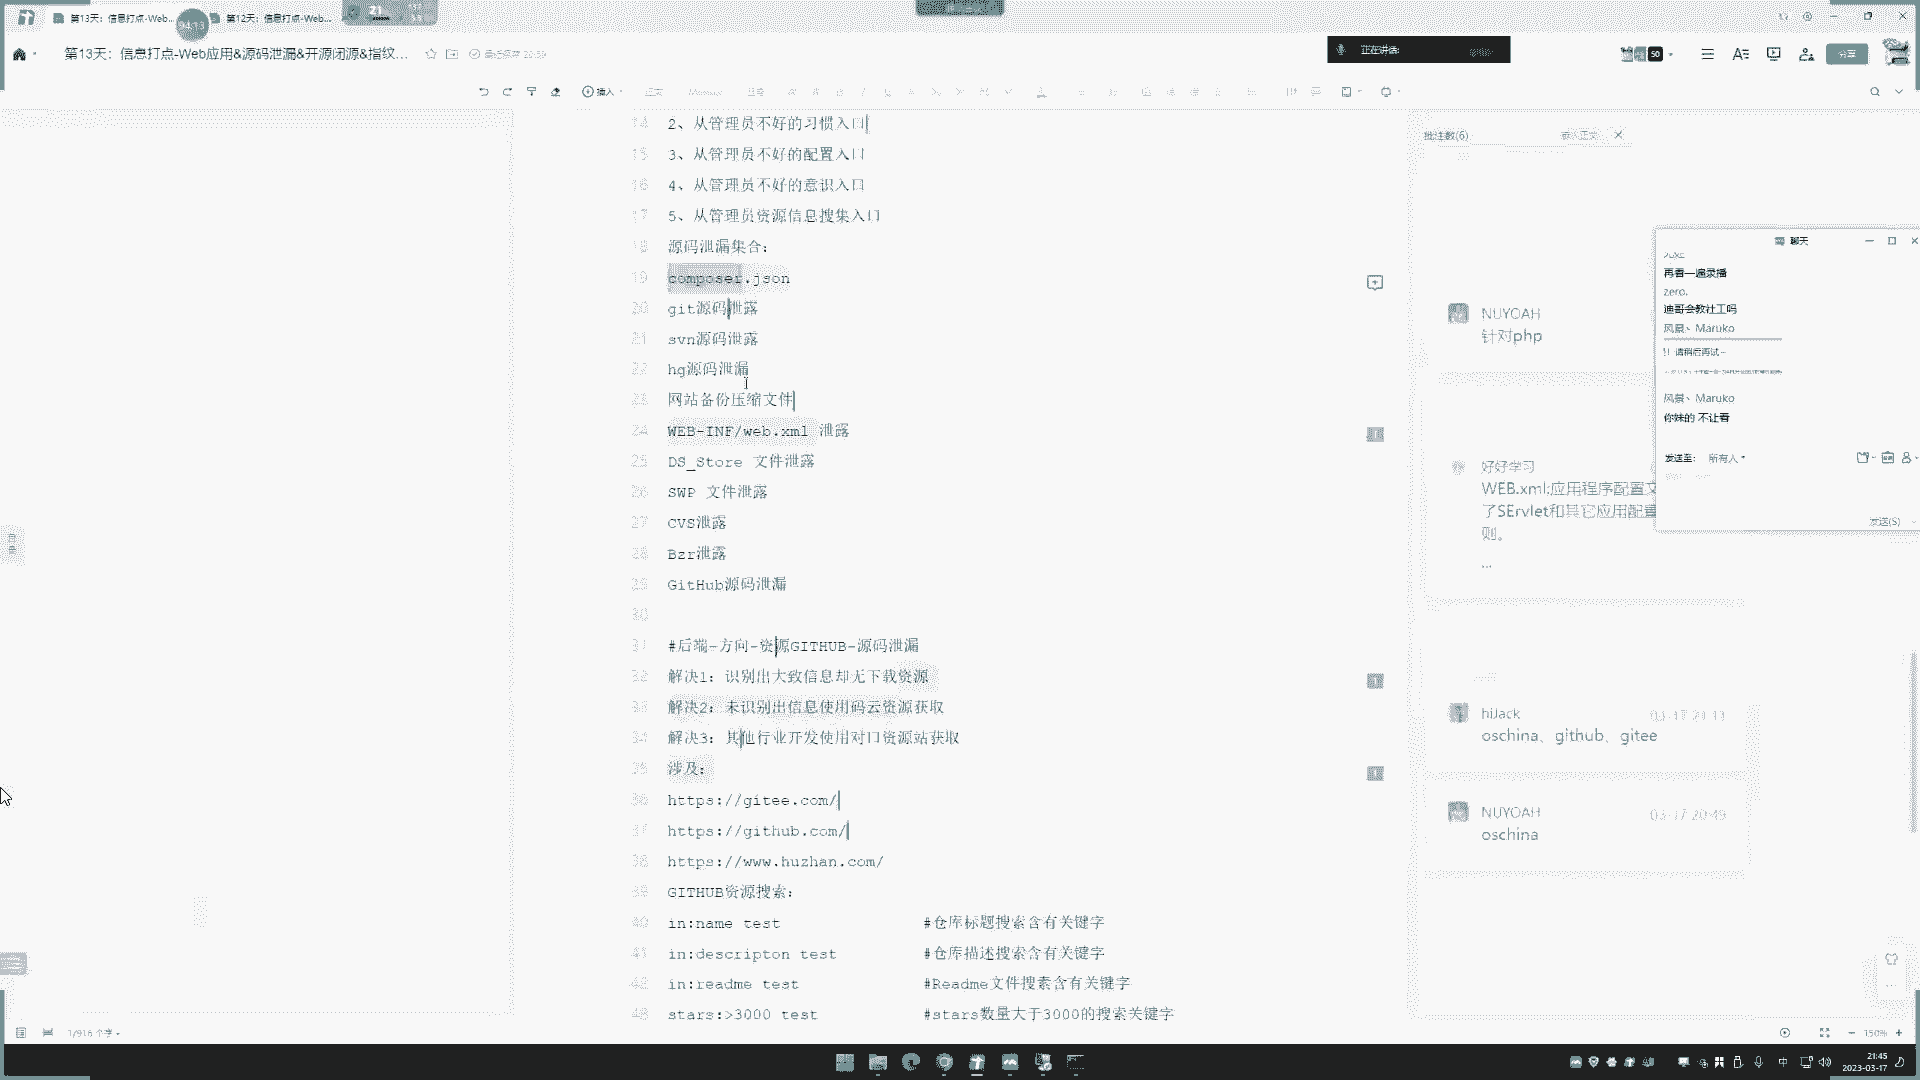 第13天：信息打点-Web...
第12天：信息打点-Web...
第13天：信息打点-Web应用&源码泄漏&开源闭源&指纹...
最近保存 20:59
正在讲话:
50
分享
插入
正文
14 2、从管理员不好的习惯入口
15 3、从管理员不好的配置入口
16 4、从管理员不好的意识入口
17 5、从管理员资源信息搜集入口
18 源码泄漏集合：
19 composer.json
20 git源码泄露
21 svn源码泄露
22 hg源码泄漏
23 网站备份压缩文件
24 WEB-INF/web.xml 泄露
25 DS_Store 文件泄露
26 SWP 文件泄露
27 CVS泄露
28 Bzr泄露
29 GitHub源码泄漏
30
31 #后端-方向-资源GITHUB-源码泄漏
32 解决1：识别出大致信息却无下载资源
33 解决2：未识别出信息使用码云资源获取
34 解决3：其他行业开发使用对口资源站获取
35 涉及：
36 https://gitee.com/
37 https://github.com/
38 https://www.huzhan.com/
39 GITHUB资源搜索：
40 in:name test #仓库标题搜索含有关键字
41 in:descripton test #仓库描述搜索含有关键字
42 in:readme test #Readme文件搜素含有关键字
43 stars:>3000 test #stars数量大于3000的搜索关键字
批注数(6)
NUYOAH
针对php
好好学习
WEB.xml:应用程序配置文
了SErvlet和其它应用配置
则。
...
hiJack 03-17 21:11
oschina、github、gitee
NUYOAH 03-17 20:49
oschina
聊天
再看一遍录播
zero.
迪哥会教社工吗
风景、Maruko
请稍后再试~
风景、Maruko
你妹的 不让看
发送至: 所有人
发送(S)
150%
中
21:45
2023-03-17